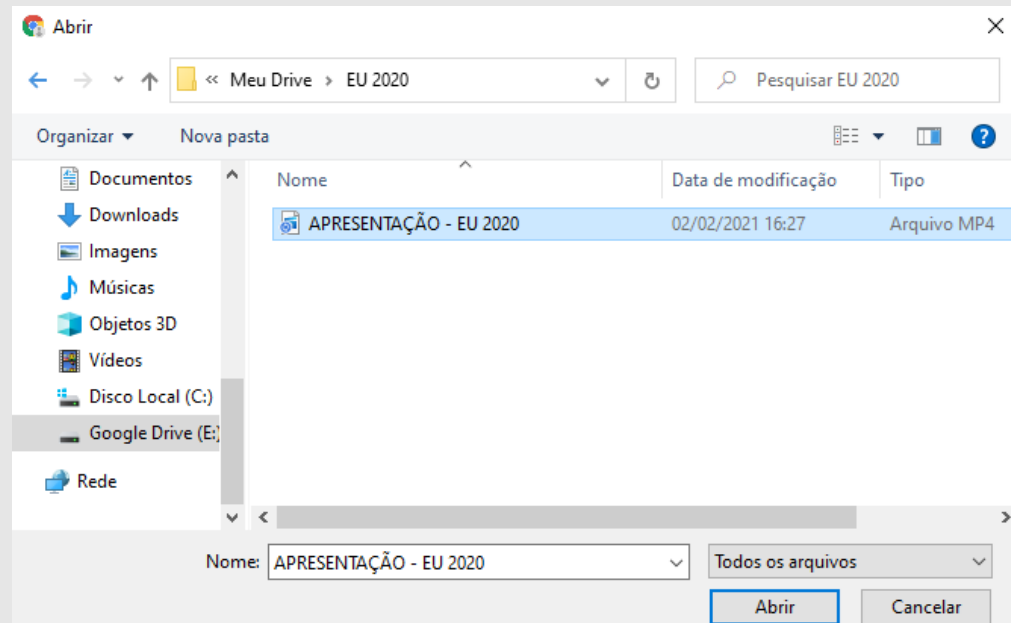 Abrir
« Meu Drive › EU 2020
Pesquisar EU 2020
Organizar
Nova pasta
?
Documentos
Downloads
Imagens
Músicas
Objetos 3D
Vídeos
Disco Local (C:)
Google Drive (E:)
Rede
Nome Data de modificação Tipo
APRESENTAÇÃO - EU 2020 02/02/2021 16:27 Arquivo MP4
Nome: APRESENTAÇÃO - EU 2020 Todos os arquivos
Abrir Cancelar